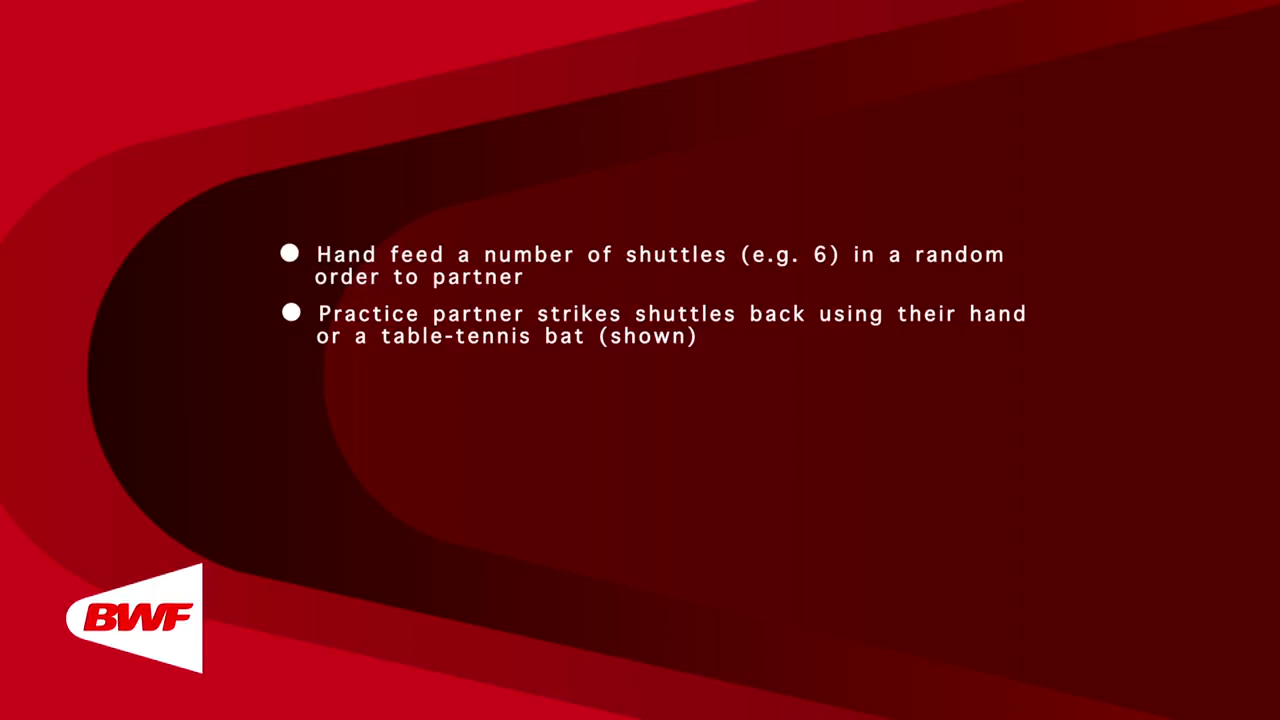 ● Hand feed a number of shuttles (e.g. 6) in a random
order to partner
● Practice partner strikes shuttles back using their hand
or a table-tennis bat (shown)
BWF